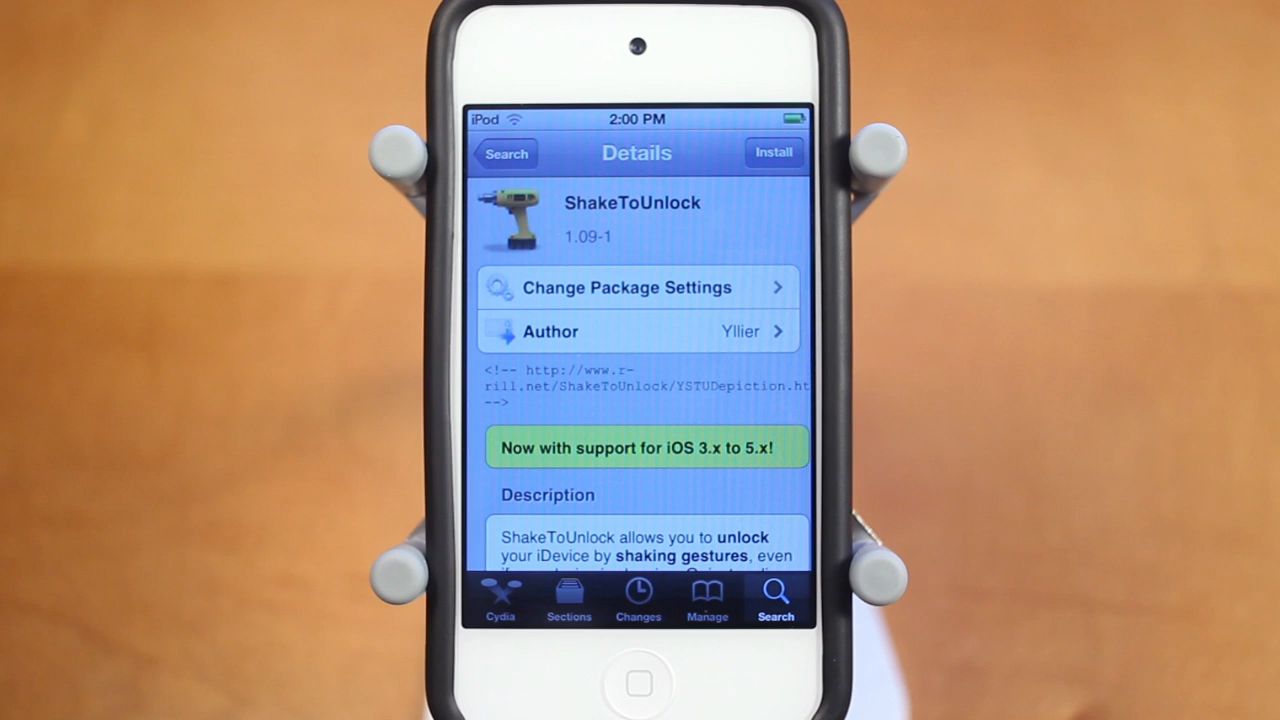 iPod 2:00 PM
Search Details Install
ShakeToUnlock
1.09-1
Change Package Settings
Author Yllier
<!-- http://www.r-
rill.net/ShakeToUnlock/YSTUDepiction.ht
-->
Now with support for iOS 3.x to 5.x!
Description
ShakeToUnlock allows you to unlock
your iDevice by shaking gestures, even
Cydia Sections Changes Manage Search